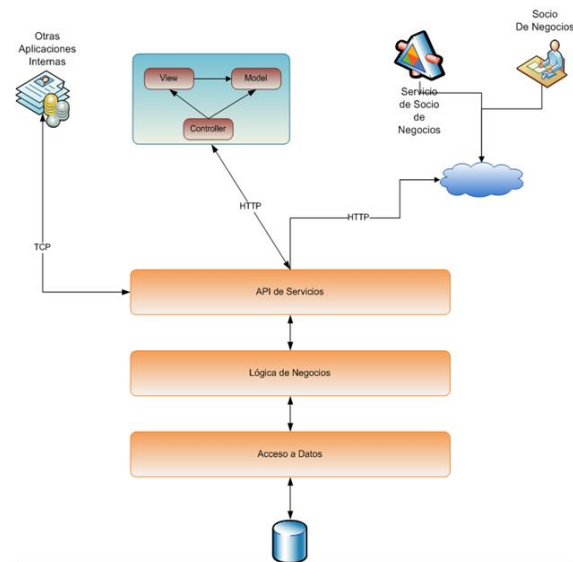 Otras
Aplicaciones
Internas
View
Model
Controller
Servicio
de Socio
de
Negocios
Socio
De Negocios
HTTP
HTTP
TCP
API de Servicios
Lógica de Negocios
Acceso a Datos